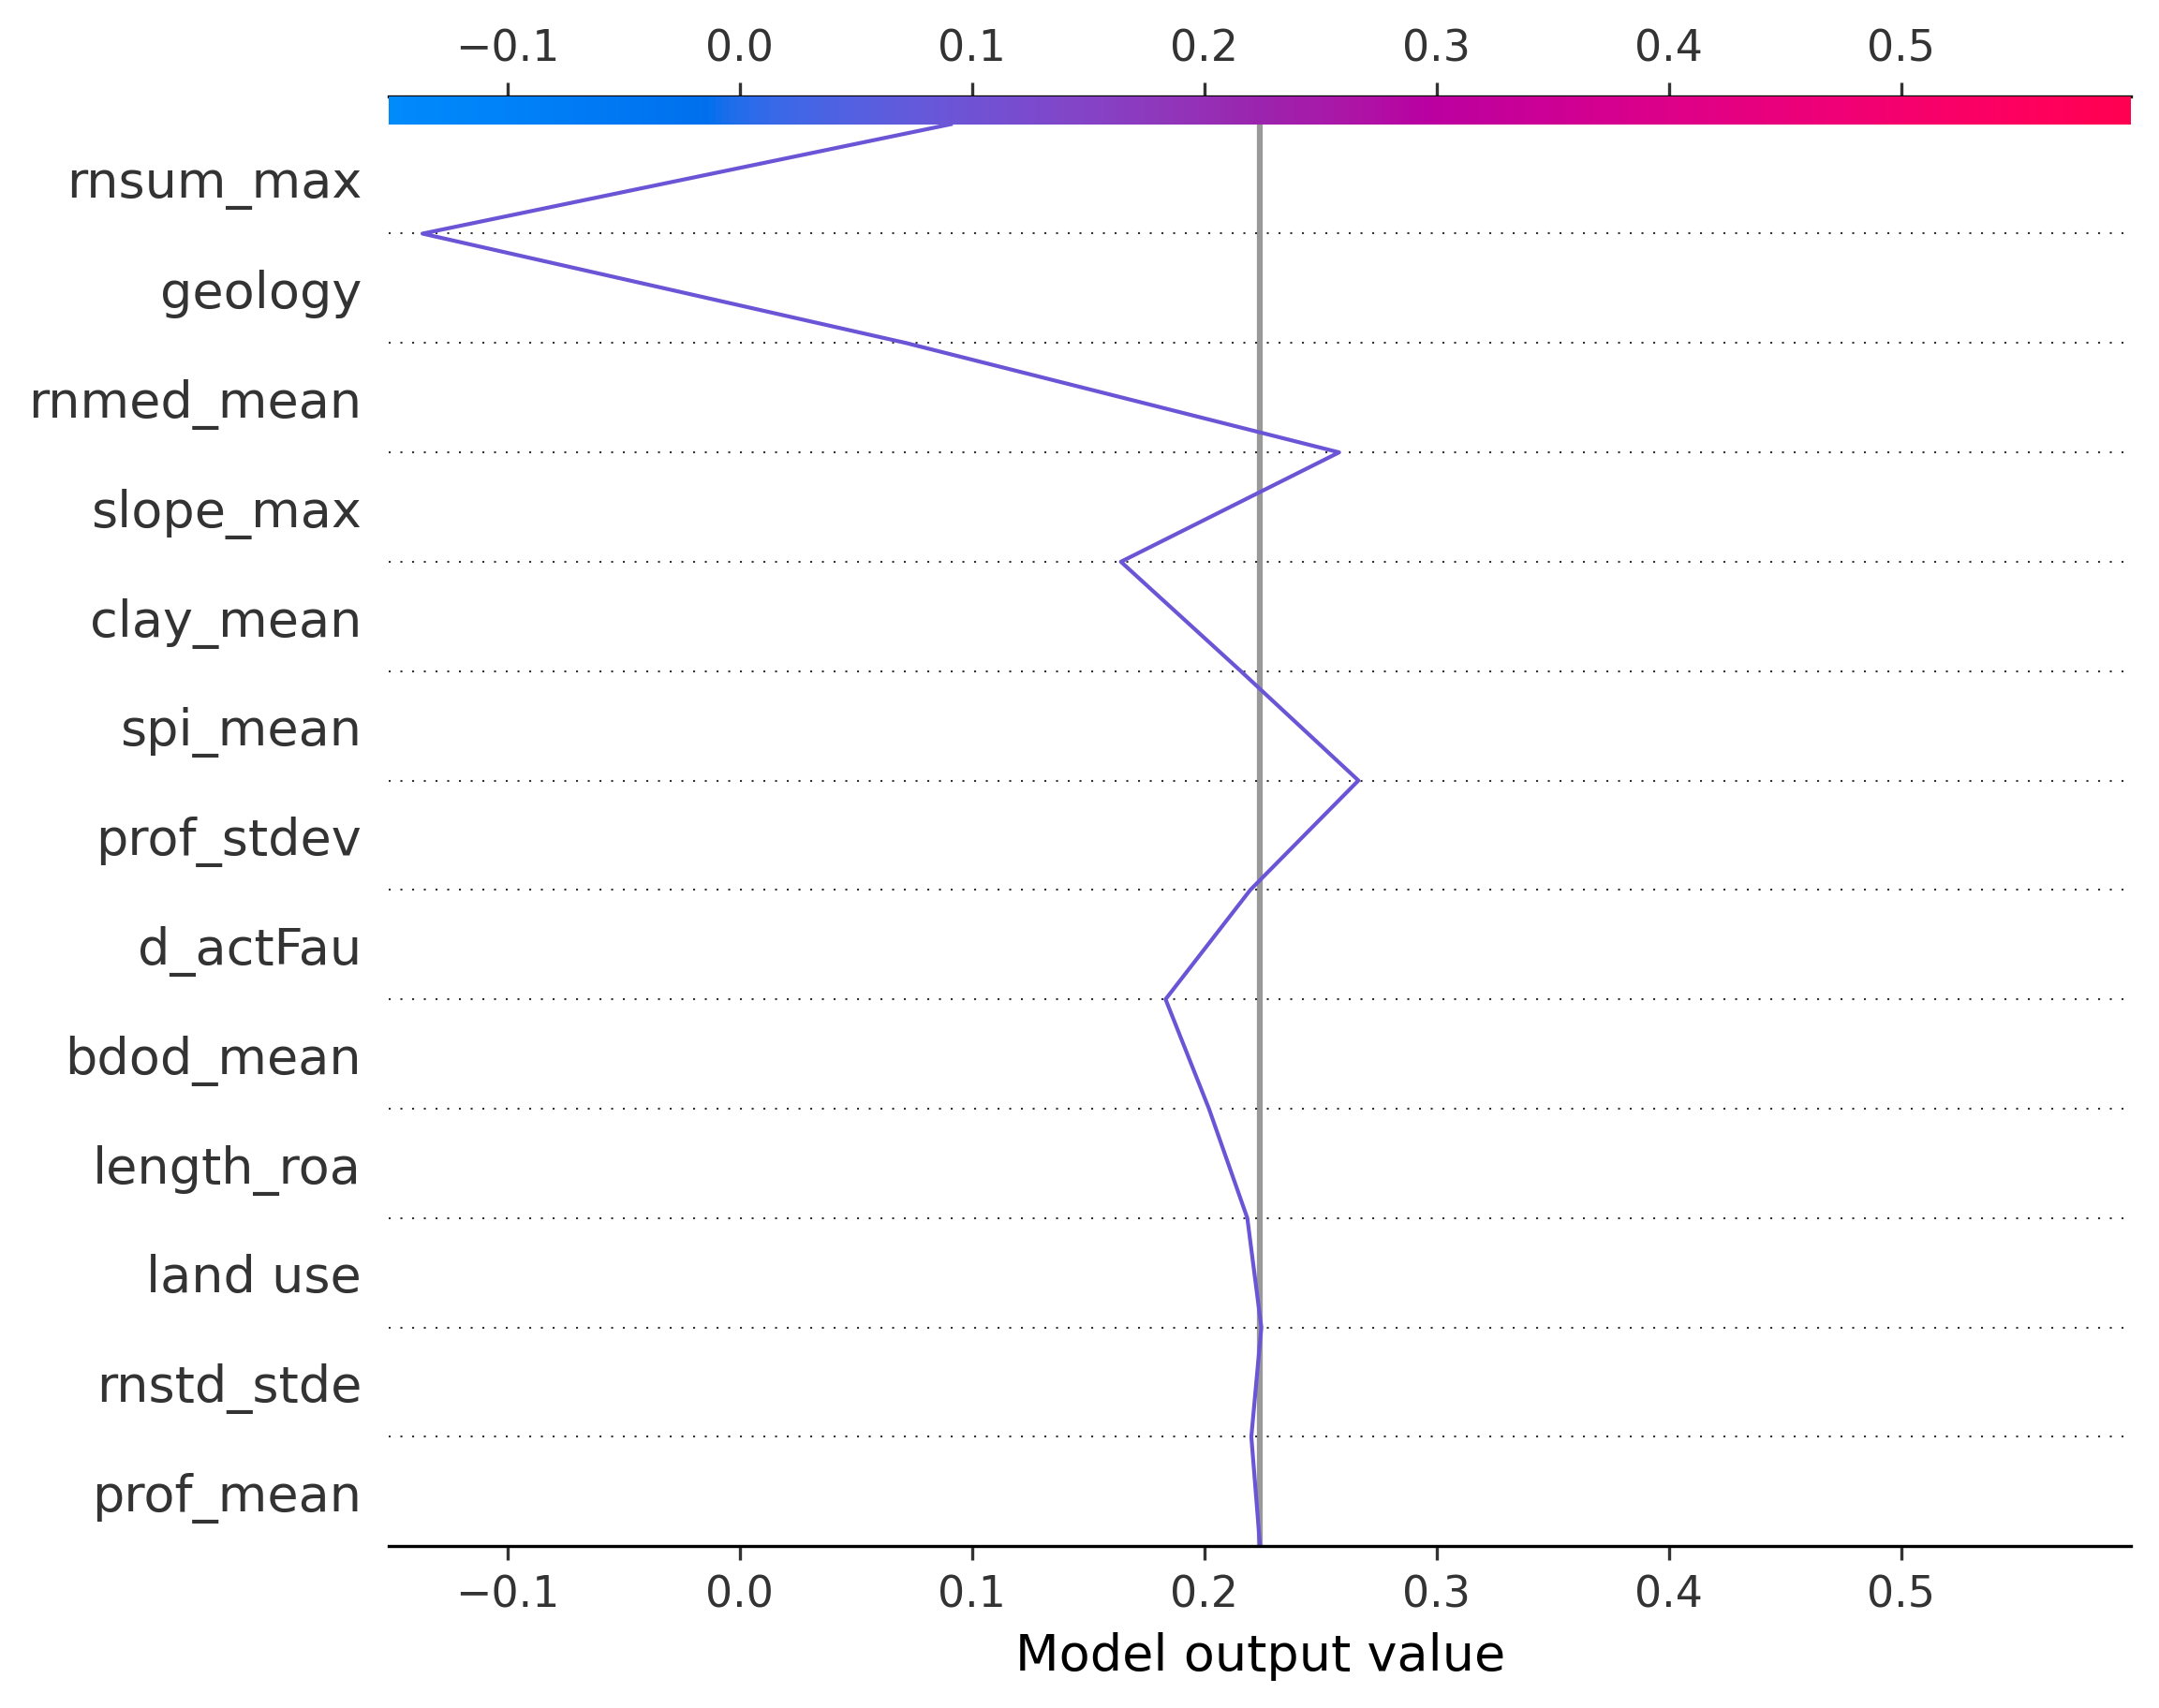 −0.1 0.0 0.1 0.2 0.3 0.4 0.5
rnsum_max
geology
rnmed_mean
slope_max
clay_mean
spi_mean
prof_stdev
d_actFau
bdod_mean
length_roa
land use
rnstd_stde
prof_mean
−0.1 0.0 0.1 0.2 0.3 0.4 0.5
Model output value